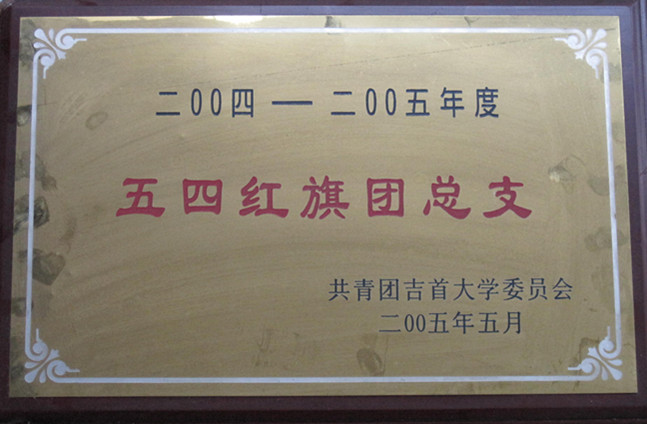 二00四 — 二00五年度
五四红旗团总支
共青团吉首大学委员会
二00五年五月